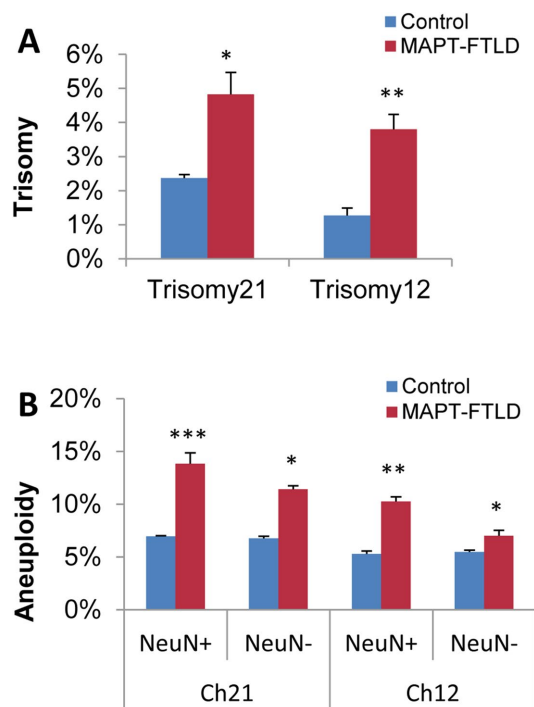 Control
A
MAPT-FTLD
6%
*
5%
**
4%
3%
2%
1%
0%
Trisomy
Trisomy21 Trisomy12
Control
B
MAPT-FTLD
20%
***
15%
*
**
10%
*
5%
0%
Aneuploidy
NeuN+ NeuN- NeuN+ NeuN-
Ch21 Ch12